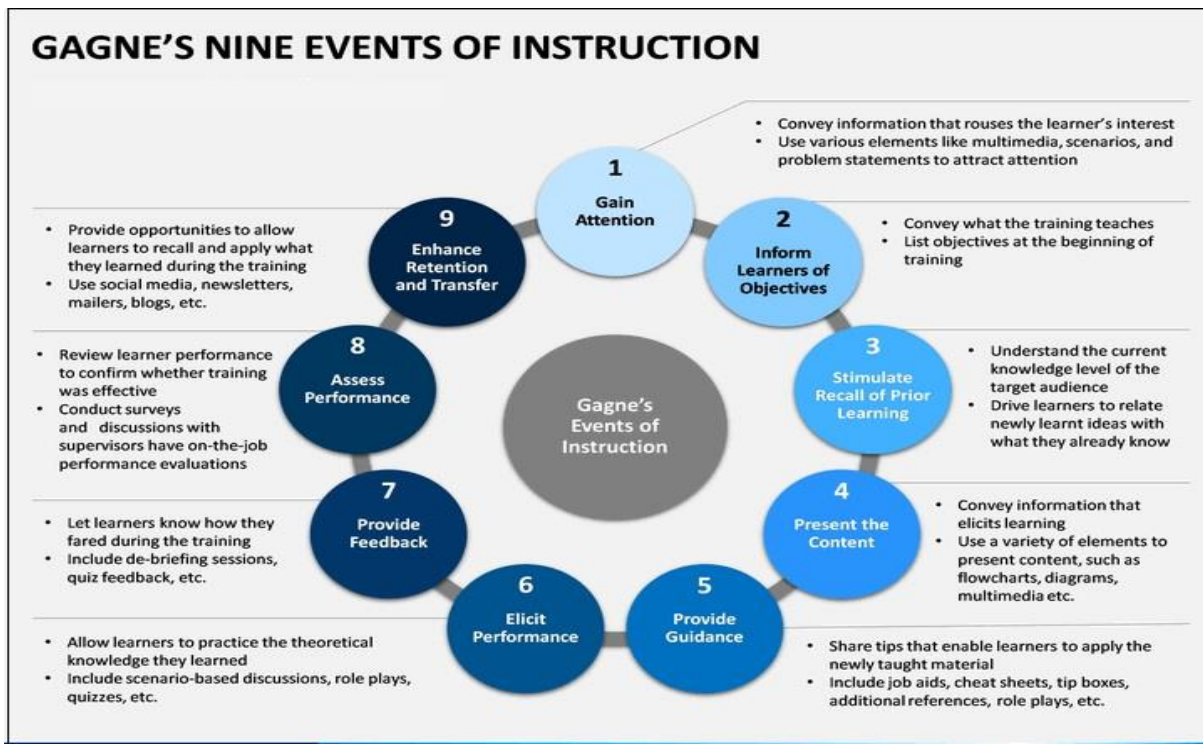 GAGNE'S NINE EVENTS OF INSTRUCTION
1
Gain
Attention
• Convey information that rouses the learner's interest
• Use various elements like multimedia, scenarios, and
problem statements to attract attention
2
Inform
Learners of
Objectives
• Convey what the training teaches
• List objectives at the beginning of
training
3
Stimulate
Recall of Prior
Learning
• Understand the current
knowledge level of the
target audience
• Drive learners to relate
newly learnt ideas with
what they already know
4
Present the
Content
• Convey information that
elicits learning
• Use a variety of elements to
present content, such as
flowcharts, diagrams,
multimedia etc.
5
Provide
Guidance
• Share tips that enable learners to apply the
newly taught material
• Include job aids, cheat sheets, tip boxes,
additional references, role plays, etc.
6
Elicit
Performance
• Allow learners to practice the theoretical
knowledge they learned
• Include scenario-based discussions, role plays,
quizzes, etc.
7
Provide
Feedback
• Let learners know how they
fared during the training
• Include de-briefing sessions,
quiz feedback, etc.
8
Assess
Performance
• Review learner performance
to confirm whether training
was effective
• Conduct surveys
and discussions with
supervisors have on-the-job
performance evaluations
9
Enhance
Retention
and Transfer
• Provide opportunities to allow
learners to recall and apply what
they learned during the training
• Use social media, newsletters,
mailers, blogs, etc.
Gagne's
Events of
Instruction